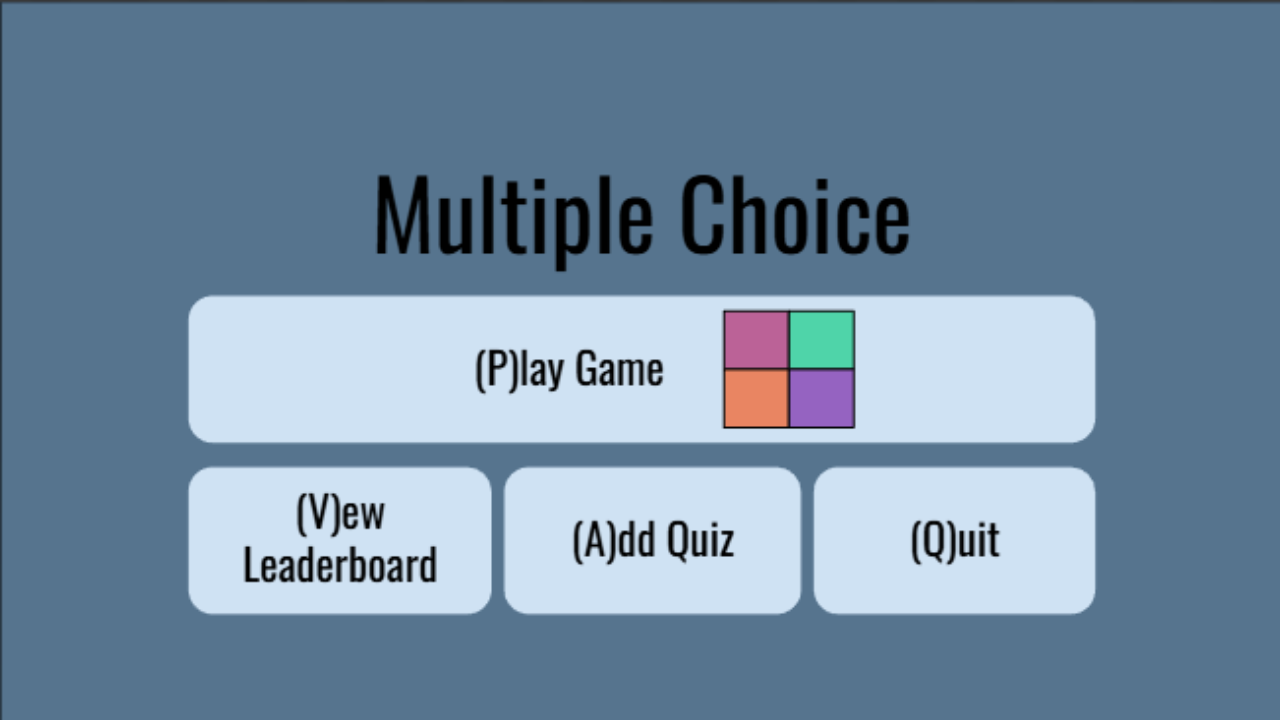 Multiple Choice
(P)lay Game
(V)ew
Leaderboard
(A)dd Quiz
(Q)uit